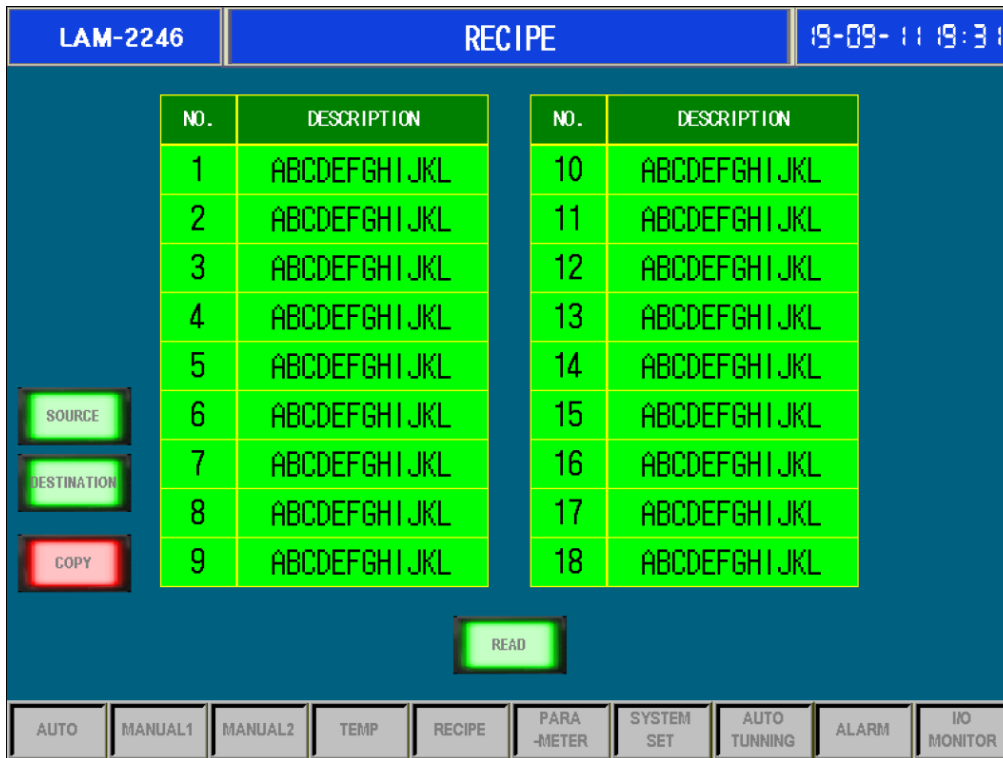 LAM-2246 RECIPE 19-09-11 19:31
NO. DESCRIPTION NO. DESCRIPTION
1 ABCDEFGHIJKL 10 ABCDEFGHIJKL
2 ABCDEFGHIJKL 11 ABCDEFGHIJKL
3 ABCDEFGHIJKL 12 ABCDEFGHIJKL
4 ABCDEFGHIJKL 13 ABCDEFGHIJKL
5 ABCDEFGHIJKL 14 ABCDEFGHIJKL
SOURCE 6 ABCDEFGHIJKL 15 ABCDEFGHIJKL
DESTINATION 7 ABCDEFGHIJKL 16 ABCDEFGHIJKL
8 ABCDEFGHIJKL 17 ABCDEFGHIJKL
COPY 9 ABCDEFGHIJKL 18 ABCDEFGHIJKL
READ
AUTO MANUAL1 MANUAL2 TEMP RECIPE PARA -METER SYSTEM SET AUTO TUNNING ALARM I/O MONITOR